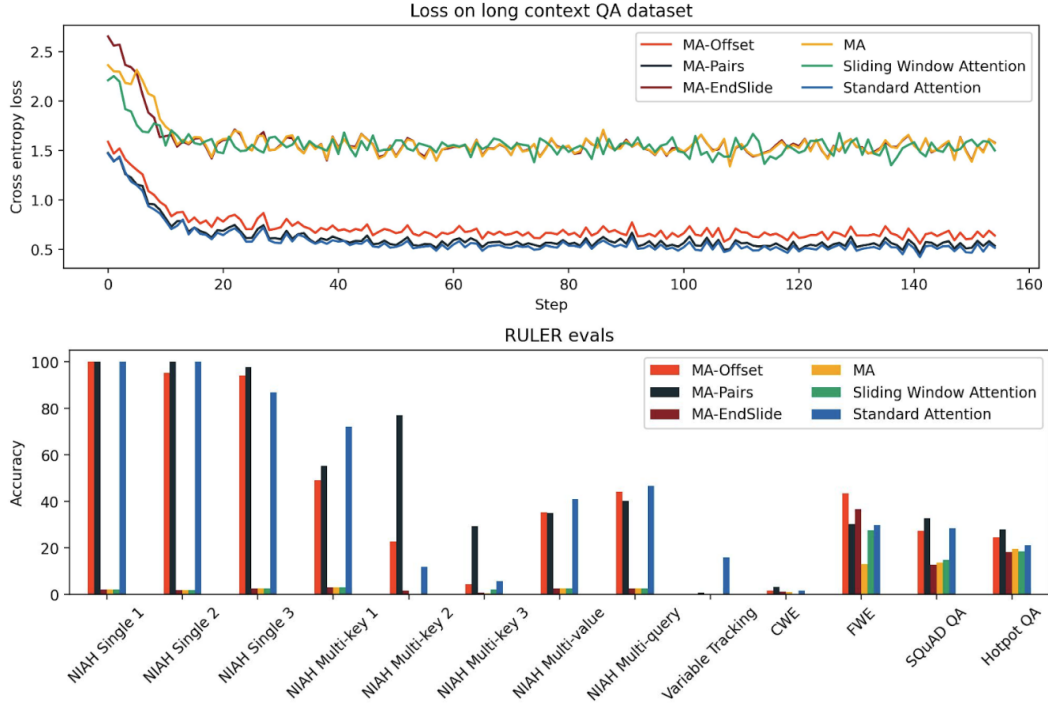 Loss on long context QA dataset
2.5
2.0
1.5
1.0
0.5
Cross entropy loss
MA-Offset MA
MA-Pairs Sliding Window Attention
MA-EndSlide Standard Attention
0 20 40 60 80 100 120 140 160
Step
RULER evals
100
80
60
40
20
0
Accuracy
MA-Offset MA
MA-Pairs Sliding Window Attention
MA-EndSlide Standard Attention
NIAH Single 1
NIAH Single 2
NIAH Single 3
NIAH Multi-key 1
NIAH Multi-key 2
NIAH Multi-key 3
NIAH Multi-value
NIAH Multi-query
Variable Tracking
CWE
FWE
SQuAD QA
Hotpot QA